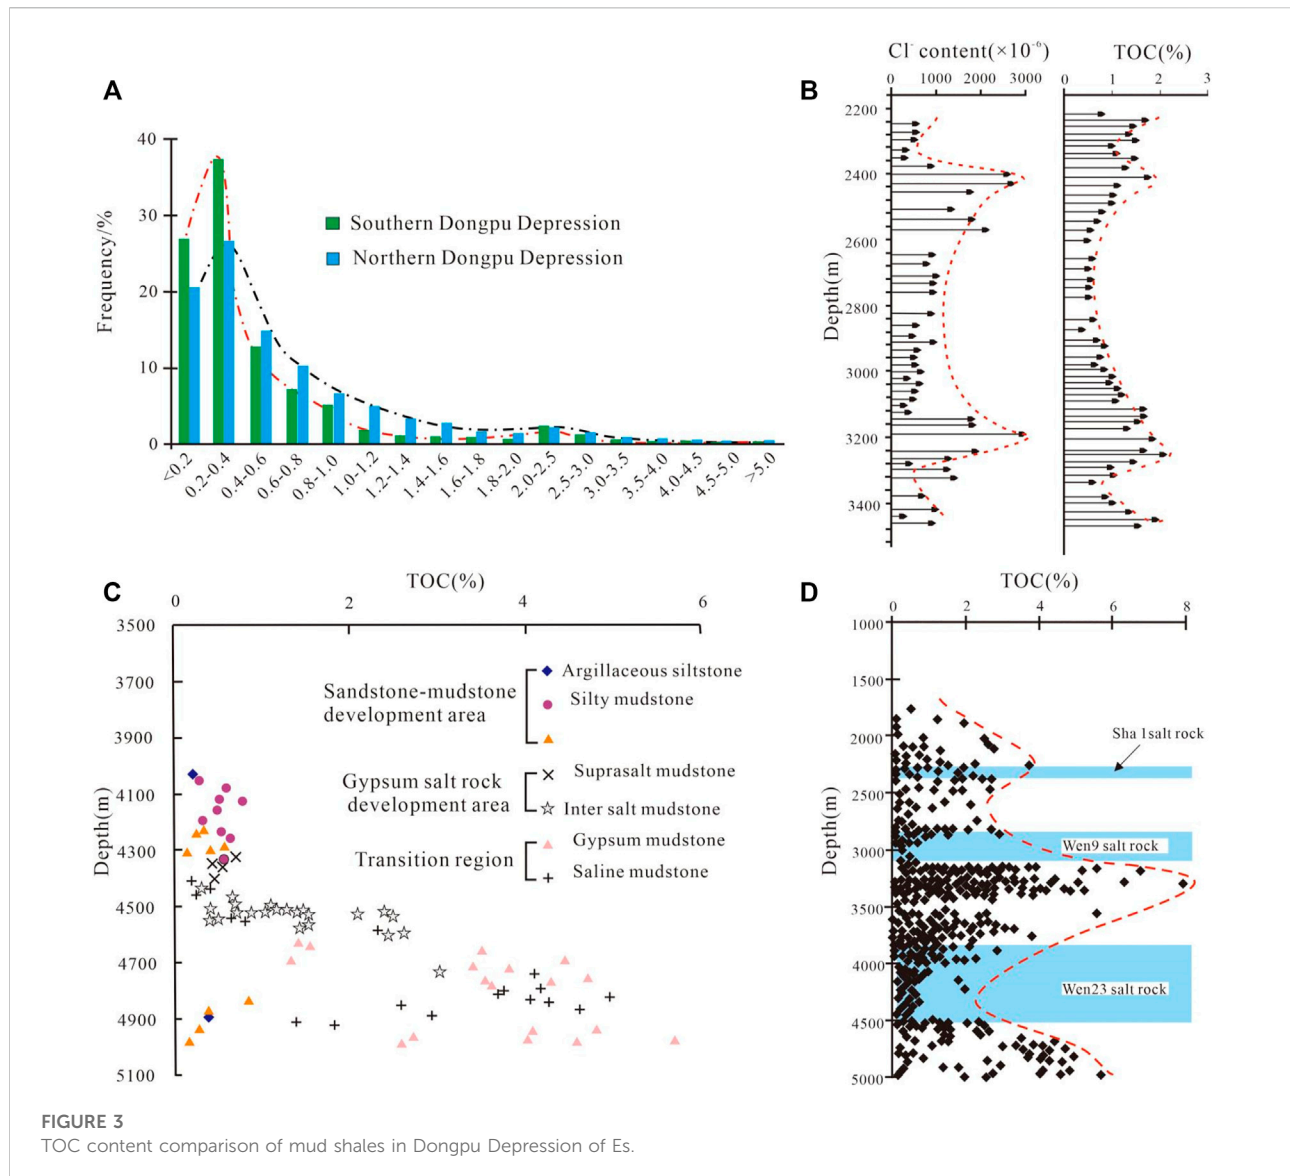 A
Frequency/%
40
30
20
10
0
Southern Dongpu Depression
Northern Dongpu Depression
<0.2
0.2-0.4
0.4-0.6
0.6-0.8
0.8-1.0
1.0-1.2
1.2-1.4
1.4-1.6
1.6-1.8
1.8-2.0
2.0-2.5
2.5-3.0
3.0-3.5
3.5-4.0
4.0-4.5
4.5-5.0
>5.0
B
Cl⁻ content(×10⁻⁶)
0 1000 2000 3000
TOC(%)
0 1 2 3
Depth(m)
2200
2400
2600
2800
3000
3200
3400
C
TOC(%)
0 2 4 6
Depth(m)
3500
3700
3900
4100
4300
4500
4700
4900
5100
Sandstone-mudstone
development area
Argillaceous siltstone
Silty mudstone
Gypsum salt rock
development area
Suprasalt mudstone
Inter salt mudstone
Transition region
Gypsum mudstone
Saline mudstone
D
TOC(%)
0 2 4 6 8
Depth(m)
1000
1500
2000
2500
3000
3500
4000
4500
5000
Sha 1salt rock
Wen9 salt rock
Wen23 salt rock
FIGURE 3
TOC content comparison of mud shales in Dongpu Depression of Es.